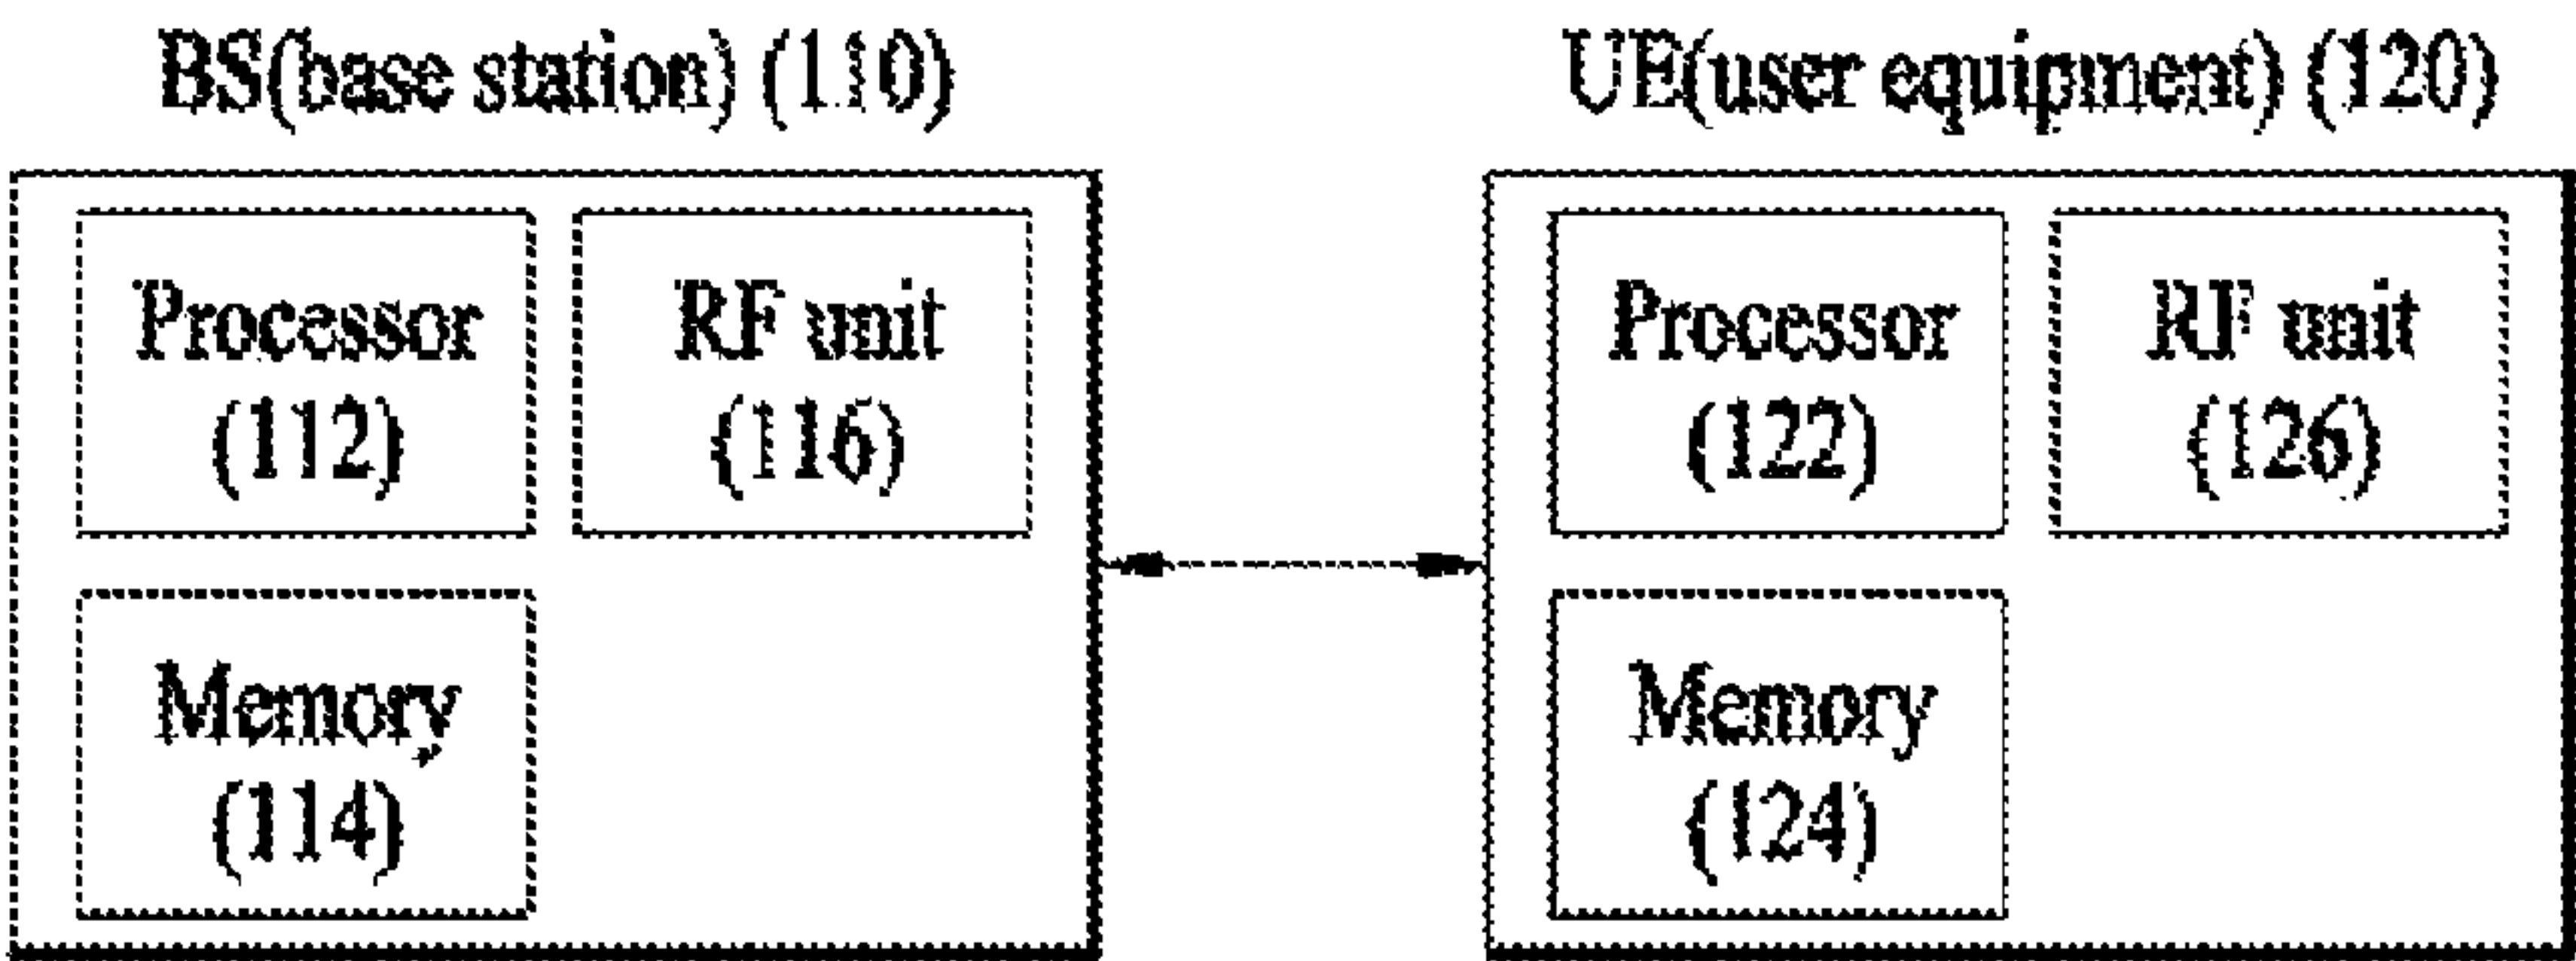 BS(base station) (110)
UE(user equipment) (120)
Processor
(112)
RF unit
(116)
Memory
(114)
Processor
(122)
RF unit
(126)
Memory
(124)